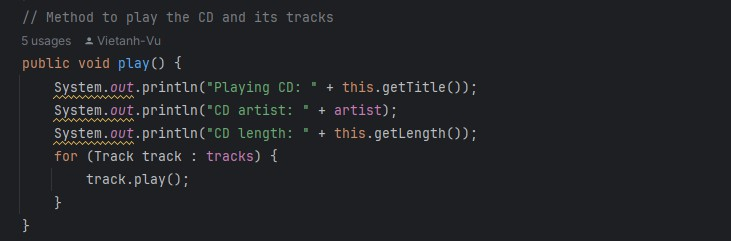 // Method to play the CD and its tracks
5 usages Vietanh-Vu
public void play() {
System.out.println("Playing CD: " + this.getTitle());
System.out.println("CD artist: " + artist);
System.out.println("CD length: " + this.getLength());
for (Track track : tracks) {
track.play();
}
}